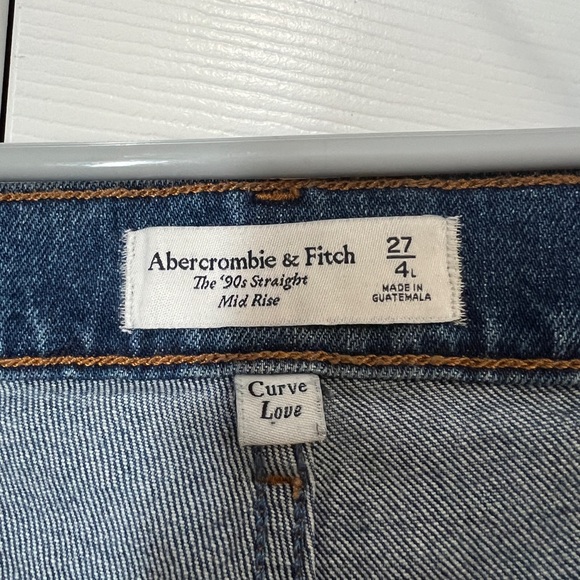 Abercrombie & Fitch
The '90s Straight
Mid Rise
27
4L
MADE IN
GUATEMALA
Curve
Love